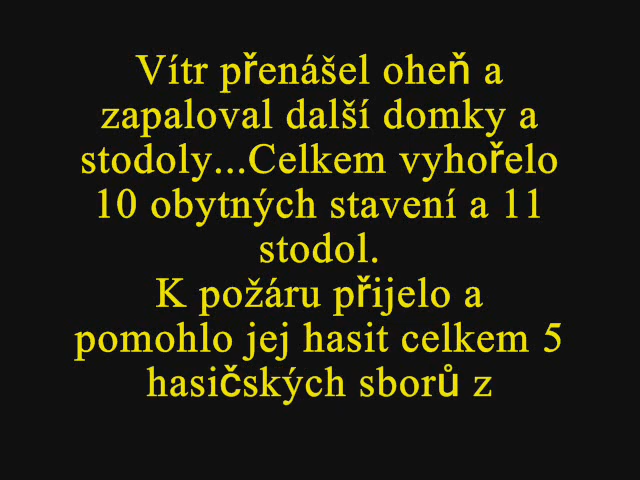 Vítr přenášel oheň a
zapaloval další domky a
stodoly...Celkem vyhořelo
10 obytných stavení a 11
stodol.
K požáru přijelo a
pomohlo jej hasit celkem 5
hasičských sborů z